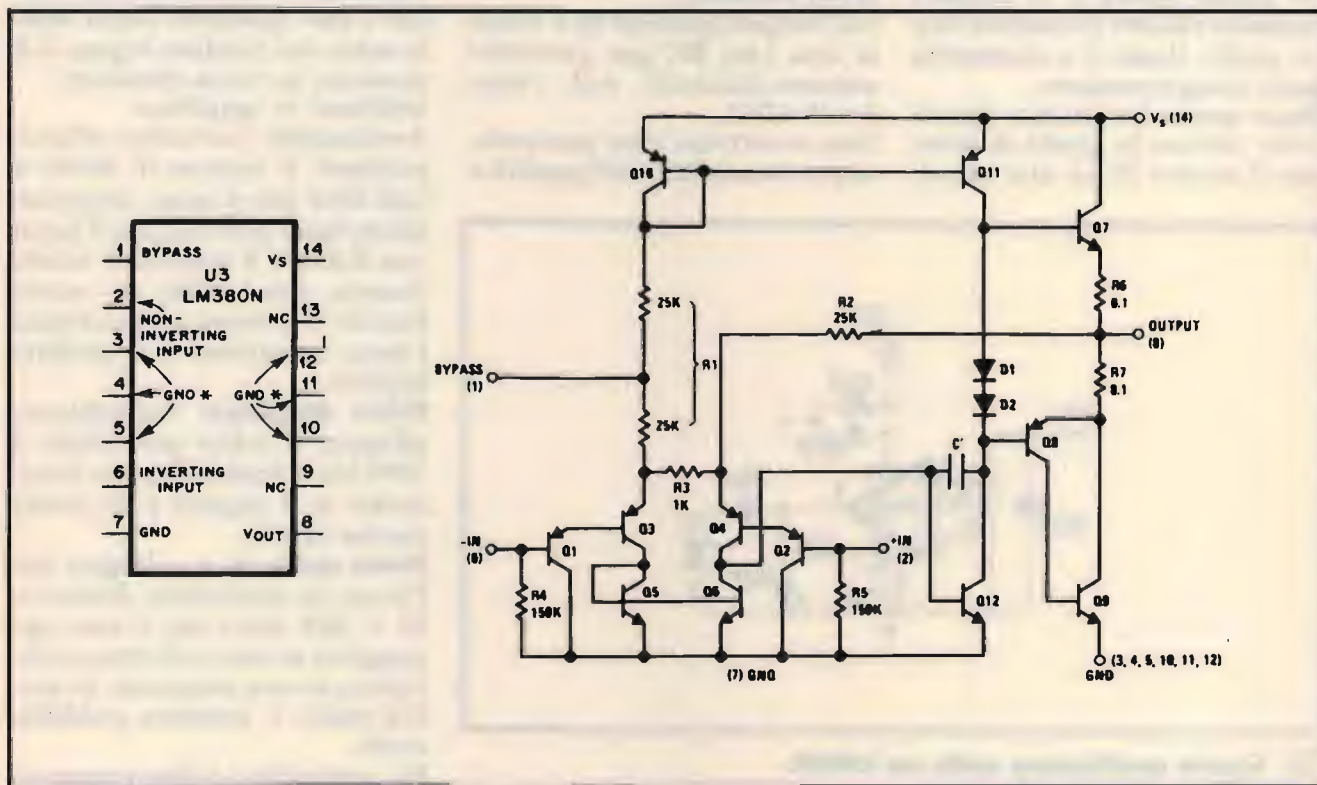 1 BYPASS
VS 14
U3
LM380N
2
NON-
INVERTING
INPUT
NC 13
3
12
4 GND *
GND * 11
5
10
6 INVERTING
INPUT
NC 9
7 GND
VOUT 8
VS (14)
Q16
Q11
Q7
25K
R1
R2
25K
R6
0.1
OUTPUT
(8)
BYPASS
(1)
25K
D1
D2
R7
0.1
R3
1K
C'
Q8
-IN
(6)
Q1
Q3
Q4
Q2
+IN
(2)
R4
150K
Q5
Q6
R5
150K
Q12
Q9
(7) GND
(3, 4, 5, 10, 11, 12)
GND